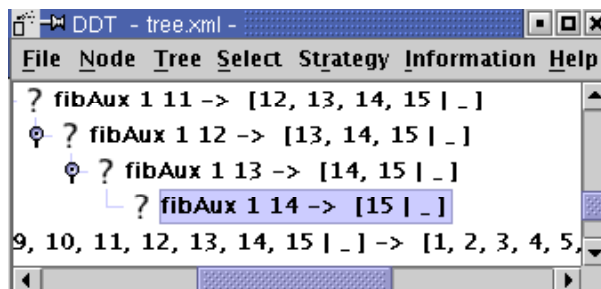 DDT - tree.xml -
File Node Tree Select Strategy Information Help
? fibAux 1 11 -> [12, 13, 14, 15 | _ ]
? fibAux 1 12 -> [13, 14, 15 | _ ]
? fibAux 1 13 -> [14, 15 | _ ]
? fibAux 1 14 -> [15 | _ ]
9, 10, 11, 12, 13, 14, 15 | _ ] -> [1, 2, 3, 4, 5,